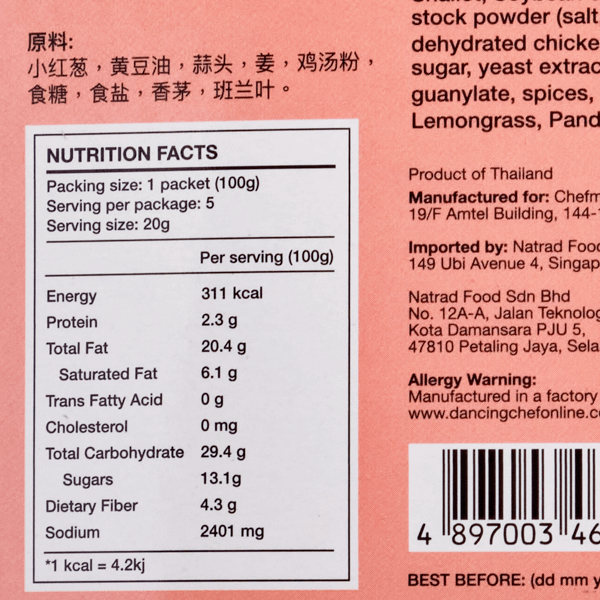 原料:
小红葱，黄豆油，蒜头，姜，鸡汤粉，
食糖，食盐，香茅，班兰叶。
NUTRITION FACTS
Packing size: 1 packet (100g)
Serving per package: 5
Serving size: 20g
Per serving (100g)
Energy 311 kcal
Protein 2.3 g
Total Fat 20.4 g
Saturated Fat 6.1 g
Trans Fatty Acid 0 g
Cholesterol 0 mg
Total Carbohydrate 29.4 g
Sugars 13.1g
Dietary Fiber 4.3 g
Sodium 2401 mg
*1 kcal = 4.2kj
stock powder (salt
dehydrated chicke
sugar, yeast extrac
guanylate, spices,
Lemongrass, Pand
Product of Thailand
Manufactured for: Chefm
19/F Amtel Building, 144-
Imported by: Natrad Food
149 Ubi Avenue 4, Singap
Natrad Food Sdn Bhd
No. 12A-A, Jalan Teknolog
Kota Damansara PJU 5,
47810 Petaling Jaya, Sela
Allergy Warning:
Manufactured in a factory
www.dancingchefonline.co
4 897003 46
BEST BEFORE: (dd mm y